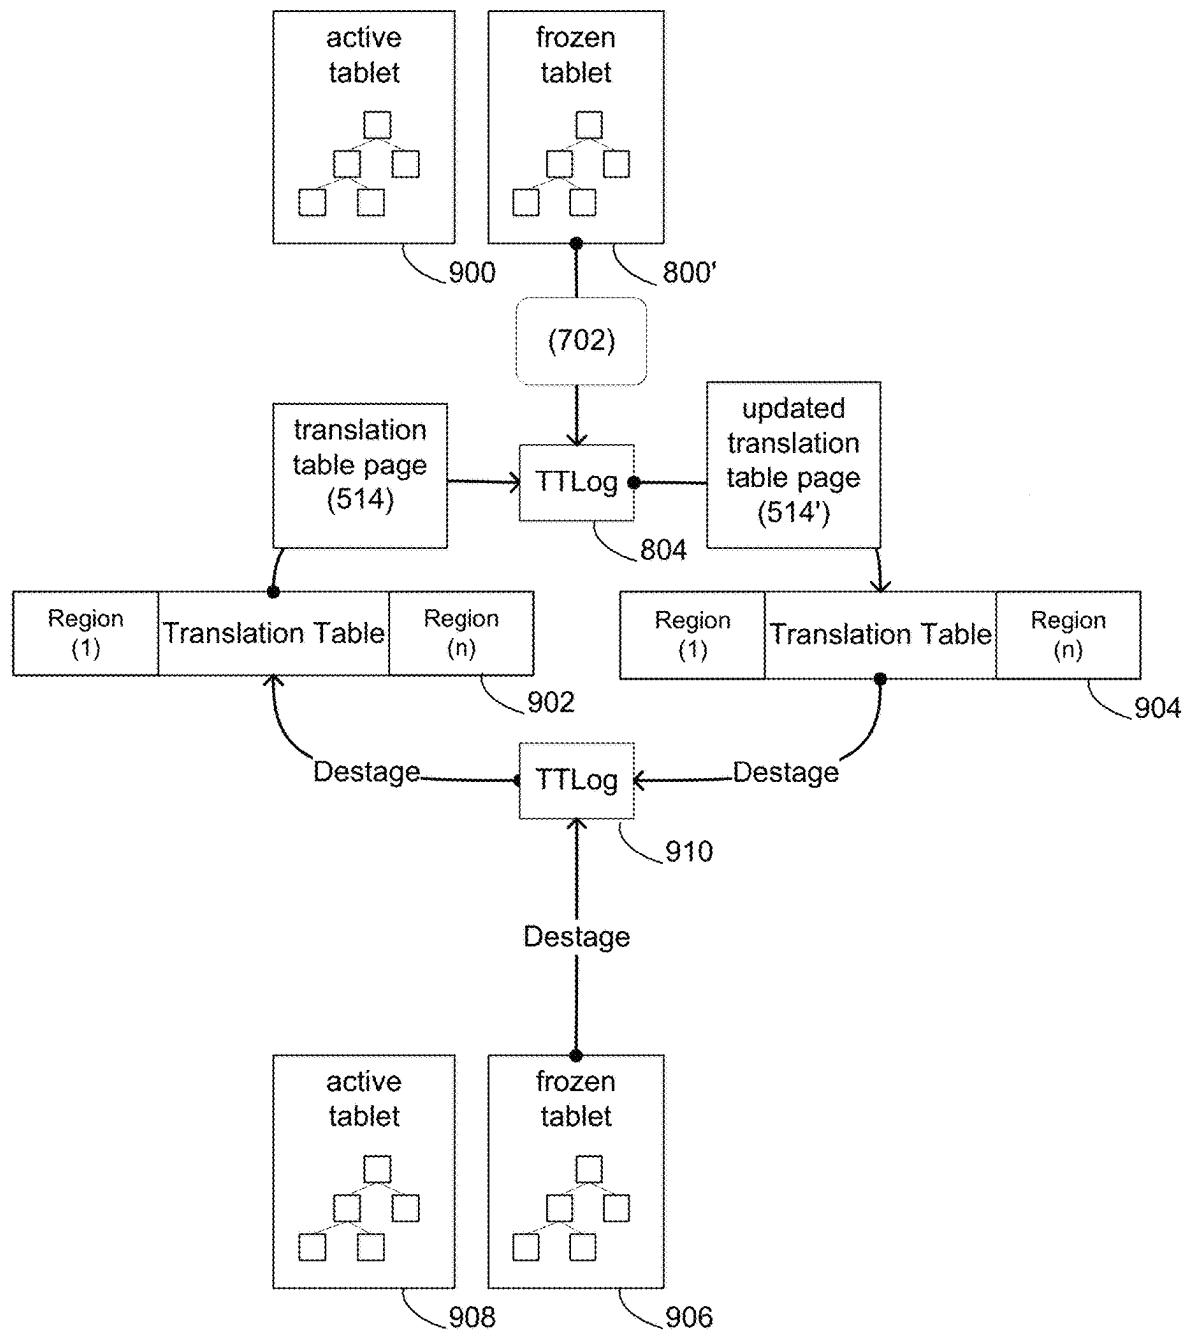 active
tablet
frozen
tablet
900
800'
(702)
translation
table page
(514)
TTLog
804
updated
translation
table page
(514')
Region
(1)
Translation Table
Region
(n)
902
Region
(1)
Translation Table
Region
(n)
904
Destage
TTLog
Destage
910
Destage
active
tablet
frozen
tablet
908
906